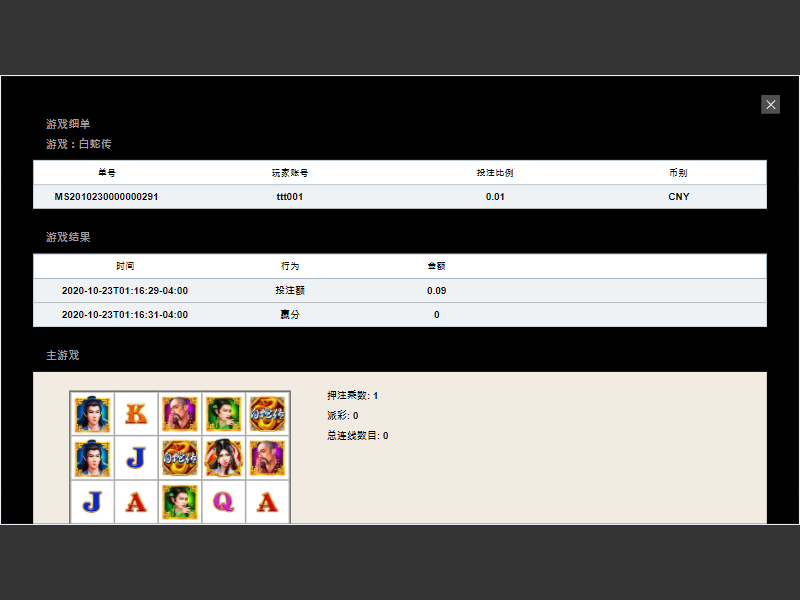 游戏细单
游戏：白蛇传
单号 玩家账号 投注比例 币别
MS2010230000000291 ttt001 0.01 CNY
游戏结果
时间 行为 金额
2020-10-23T01:16:29-04:00 投注额 0.09
2020-10-23T01:16:31-04:00 赢分 0
主游戏
押注乘数: 1
派彩: 0
总连线数目: 0
K 白蛇传
J 白蛇传
J A Q A